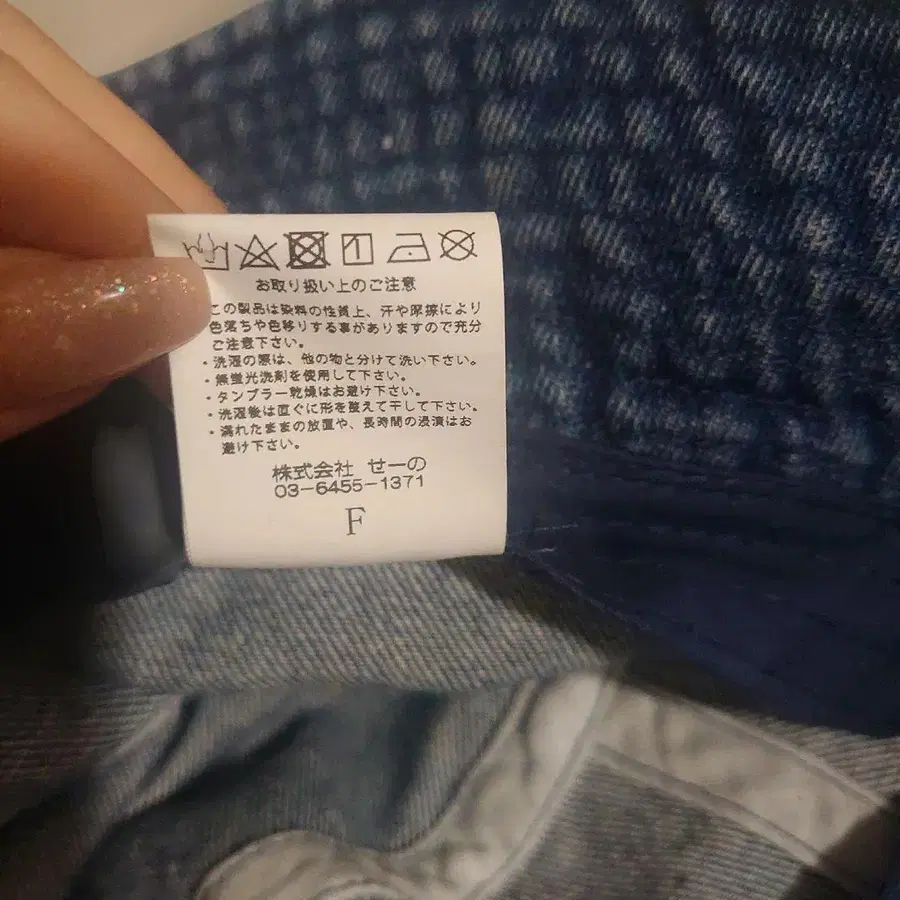 お取り扱い上のご注意
この製品は染料の性質上、汗や摩擦により
色落ちや色移りする事がありますので充分
ご注意下さい。
・洗濯の際は、他の物と分けて洗い下さい。
・無蛍光洗剤を使用して下さい。
・タンブラー乾燥はお避け下さい。
・洗濯後は直ぐに形を整えて干して下さい。
・濡れたままの放置や、長時間の浸漬はお
避け下さい。
株式会社 せーの
03-6455-1371
F